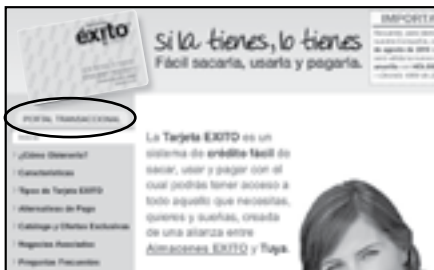 éxito
Si la tienes, lo tienes
Fácil sacarla, usarla y pagarla.
IMPORTA
PORTAL TRANSACCIONAL
Inicio
¿Cómo Obtenerla?
Características
Tipos de Tarjeta EXITO
Alternativas de Pago
Catálogo y Ofertas Exclusivas
Negocios Asociados
Preguntas Frecuentes
La Tarjeta EXITO es un
sistema de crédito fácil de
sacar, usar y pagar con el
cual podrás tener acceso a
todo aquello que necesitas,
quieres y sueñas, creada
de una alianza entre
Almacenes EXITO y Tuya.